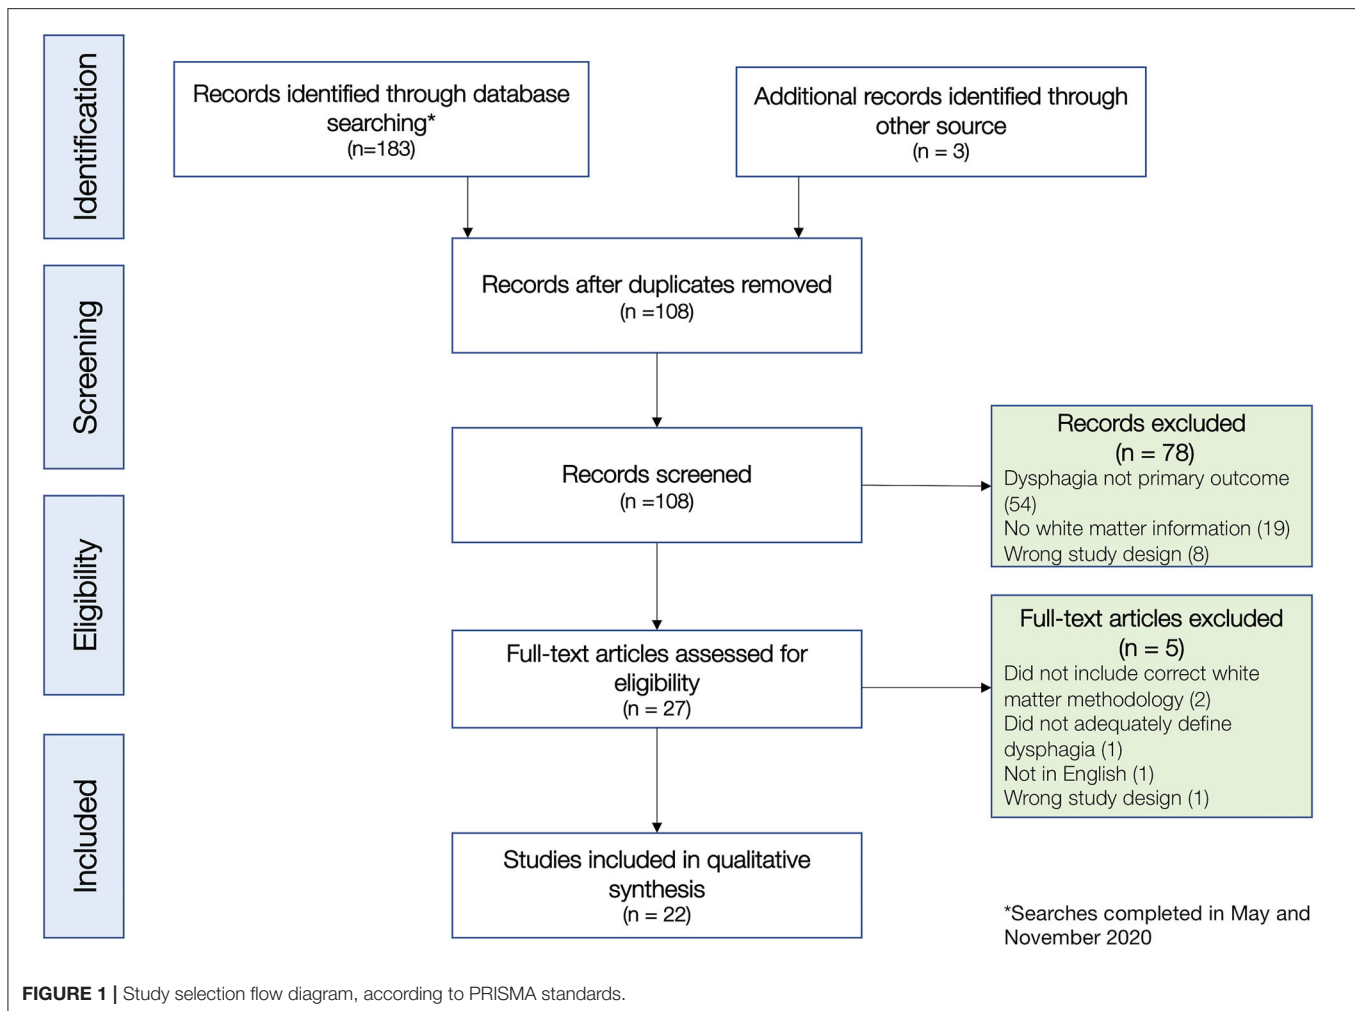 Identification
Records identified through database
searching*
(n=183)
Additional records identified through
other source
(n = 3)
Records after duplicates removed
(n =108)
Screening
Records screened
(n =108)
Records excluded
(n = 78)
Dysphagia not primary outcome
(54)
No white matter information (19)
Wrong study design (8)
Eligibility
Full-text articles assessed for
eligibility
(n = 27)
Full-text articles excluded
(n = 5)
Did not include correct white
matter methodology (2)
Did not adequately define
dysphagia (1)
Not in English (1)
Wrong study design (1)
Included
Studies included in qualitative
synthesis
(n = 22)
*Searches completed in May and
November 2020
FIGURE 1 | Study selection flow diagram, according to PRISMA standards.